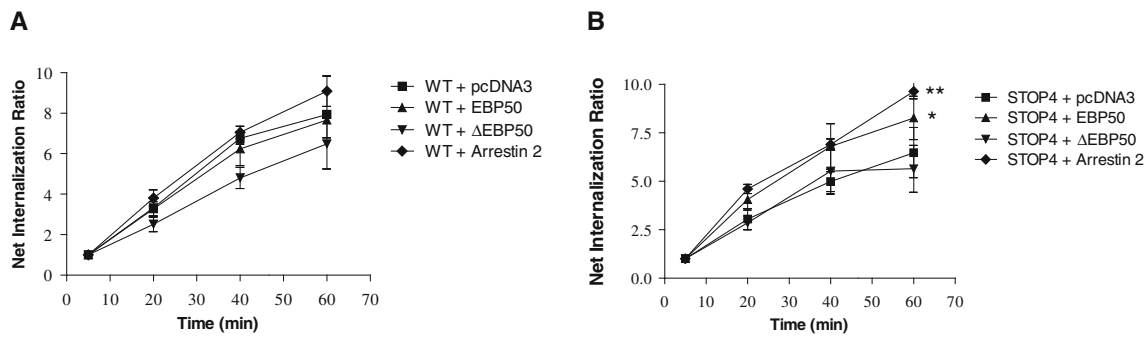 A
Net Internalization Ratio
10
8
6
4
2
0
0 10 20 30 40 50 60 70
Time (min)
WT + pcDNA3
WT + EBP50
WT + ΔEBP50
WT + Arrestin 2
B
Net Internalization Ratio
10.0
7.5
5.0
2.5
0.0
0 10 20 30 40 50 60 70
Time (min)
**
*
STOP4 + pcDNA3
STOP4 + EBP50
STOP4 + ΔEBP50
STOP4 + Arrestin 2